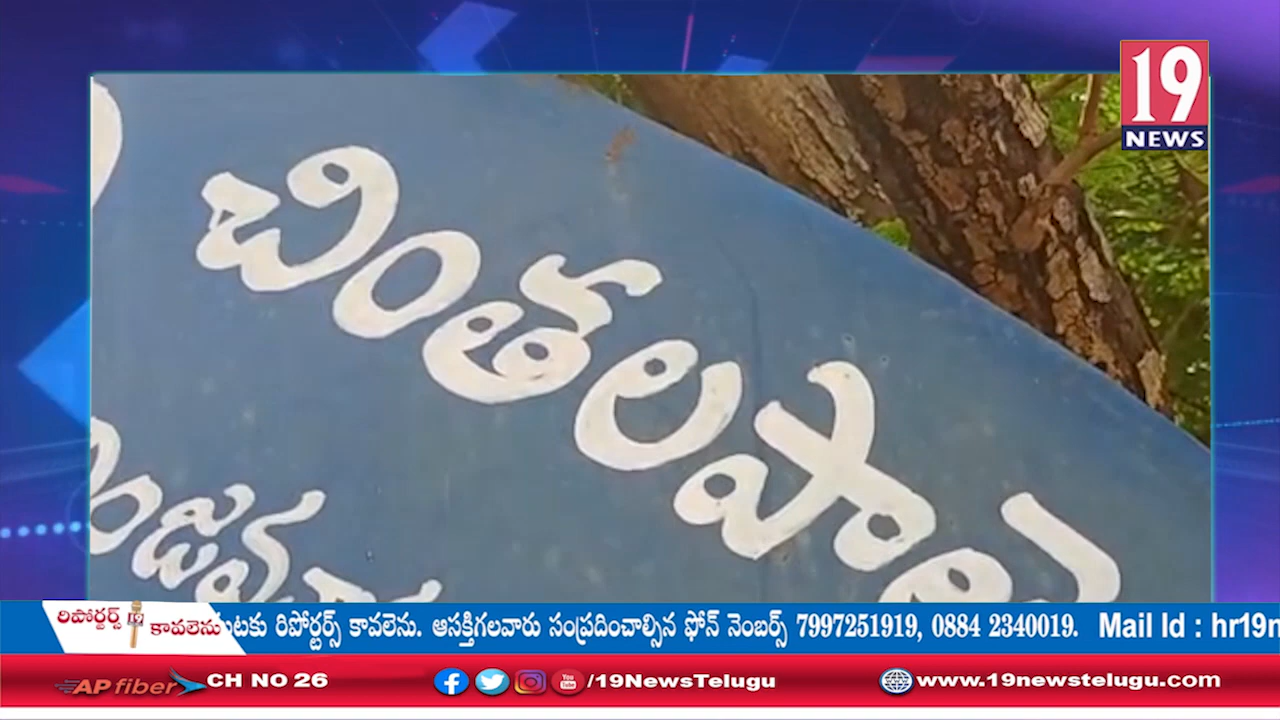 19
NEWS
చింతలపా
రిపోర్టర్స్
కావలెను
రిపోర్టర్స్ కావలెను. ఆసక్తిగలవారు సంప్రదించాల్సిన ఫోన్ నెంబర్స్ 7997251919, 0884 2340019. Mail Id : hr19n
AP fiber CH NO 26 /19NewsTelugu www.19newstelugu.com